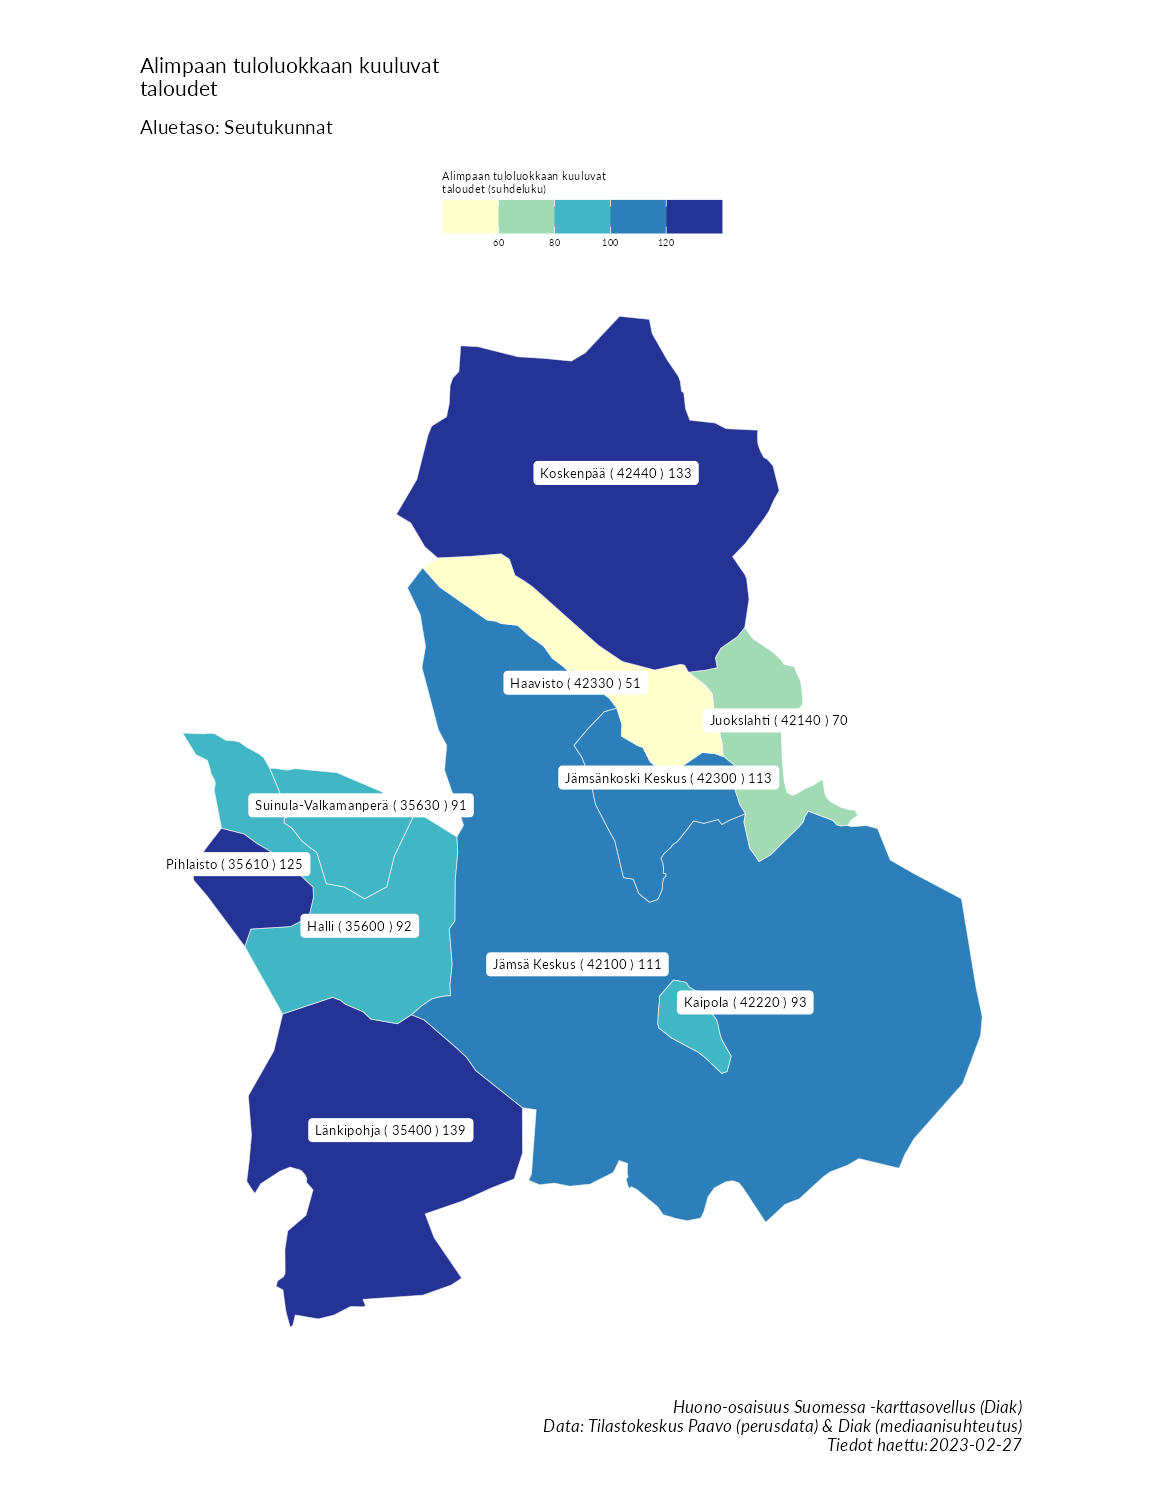 Alimpaan tuloluokkaan kuuluvat
taloudet
Aluetaso: Seutukunnat
Alimpaan tuloluokkaan kuuluvat
taloudet (suhdeluku)
60 80 100 120
Koskenpää ( 42440 ) 133
Haavisto ( 42330 ) 51
Juokslahti ( 42140 ) 70
Jämsänkoski Keskus ( 42300 ) 113
Suinula-Valkamanperä ( 35630 ) 91
Pihlaisto ( 35610 ) 125
Halli ( 35600 ) 92
Jämsä Keskus ( 42100 ) 111
Kaipola ( 42220 ) 93
Länkipohja ( 35400 ) 139
Huono-osaisuus Suomessa -karttasovellus (Diak)
Data: Tilastokeskus Paavo (perusdata) & Diak (mediaanisuhteutus)
Tiedot haettu:2023-02-27